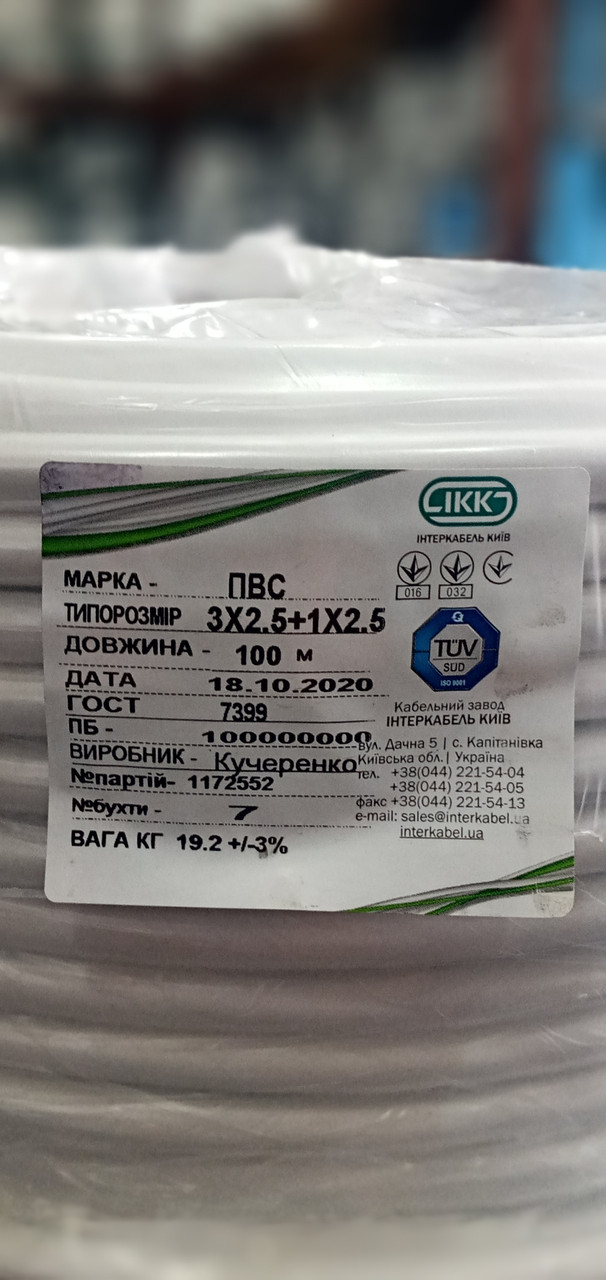 ІКК
ІНТЕРКАБЕЛЬ КИЇВ
016 032
Q
TÜV
SÜD
ISO 9001
МАРКА - ПВС
ТИПОРОЗМІР 3Х2.5+1Х2.5
ДОВЖИНА - 100 м
ДАТА 18.10.2020
ГОСТ 7399
ПБ - 100000000
ВИРОБНИК - Кучеренко
№партій- 1172552
№бухти - 7
ВАГА КГ 19.2 +/-3%
Кабельний завод
ІНТЕРКАБЕЛЬ КИЇВ
вул. Дачна 5 | с. Капітанівка
Київська обл. | Україна
тел. +38(044) 221-54-04
+38(044) 221-54-05
факс +38(044) 221-54-13
e-mail: sales@interkabel.ua
interkabel.ua